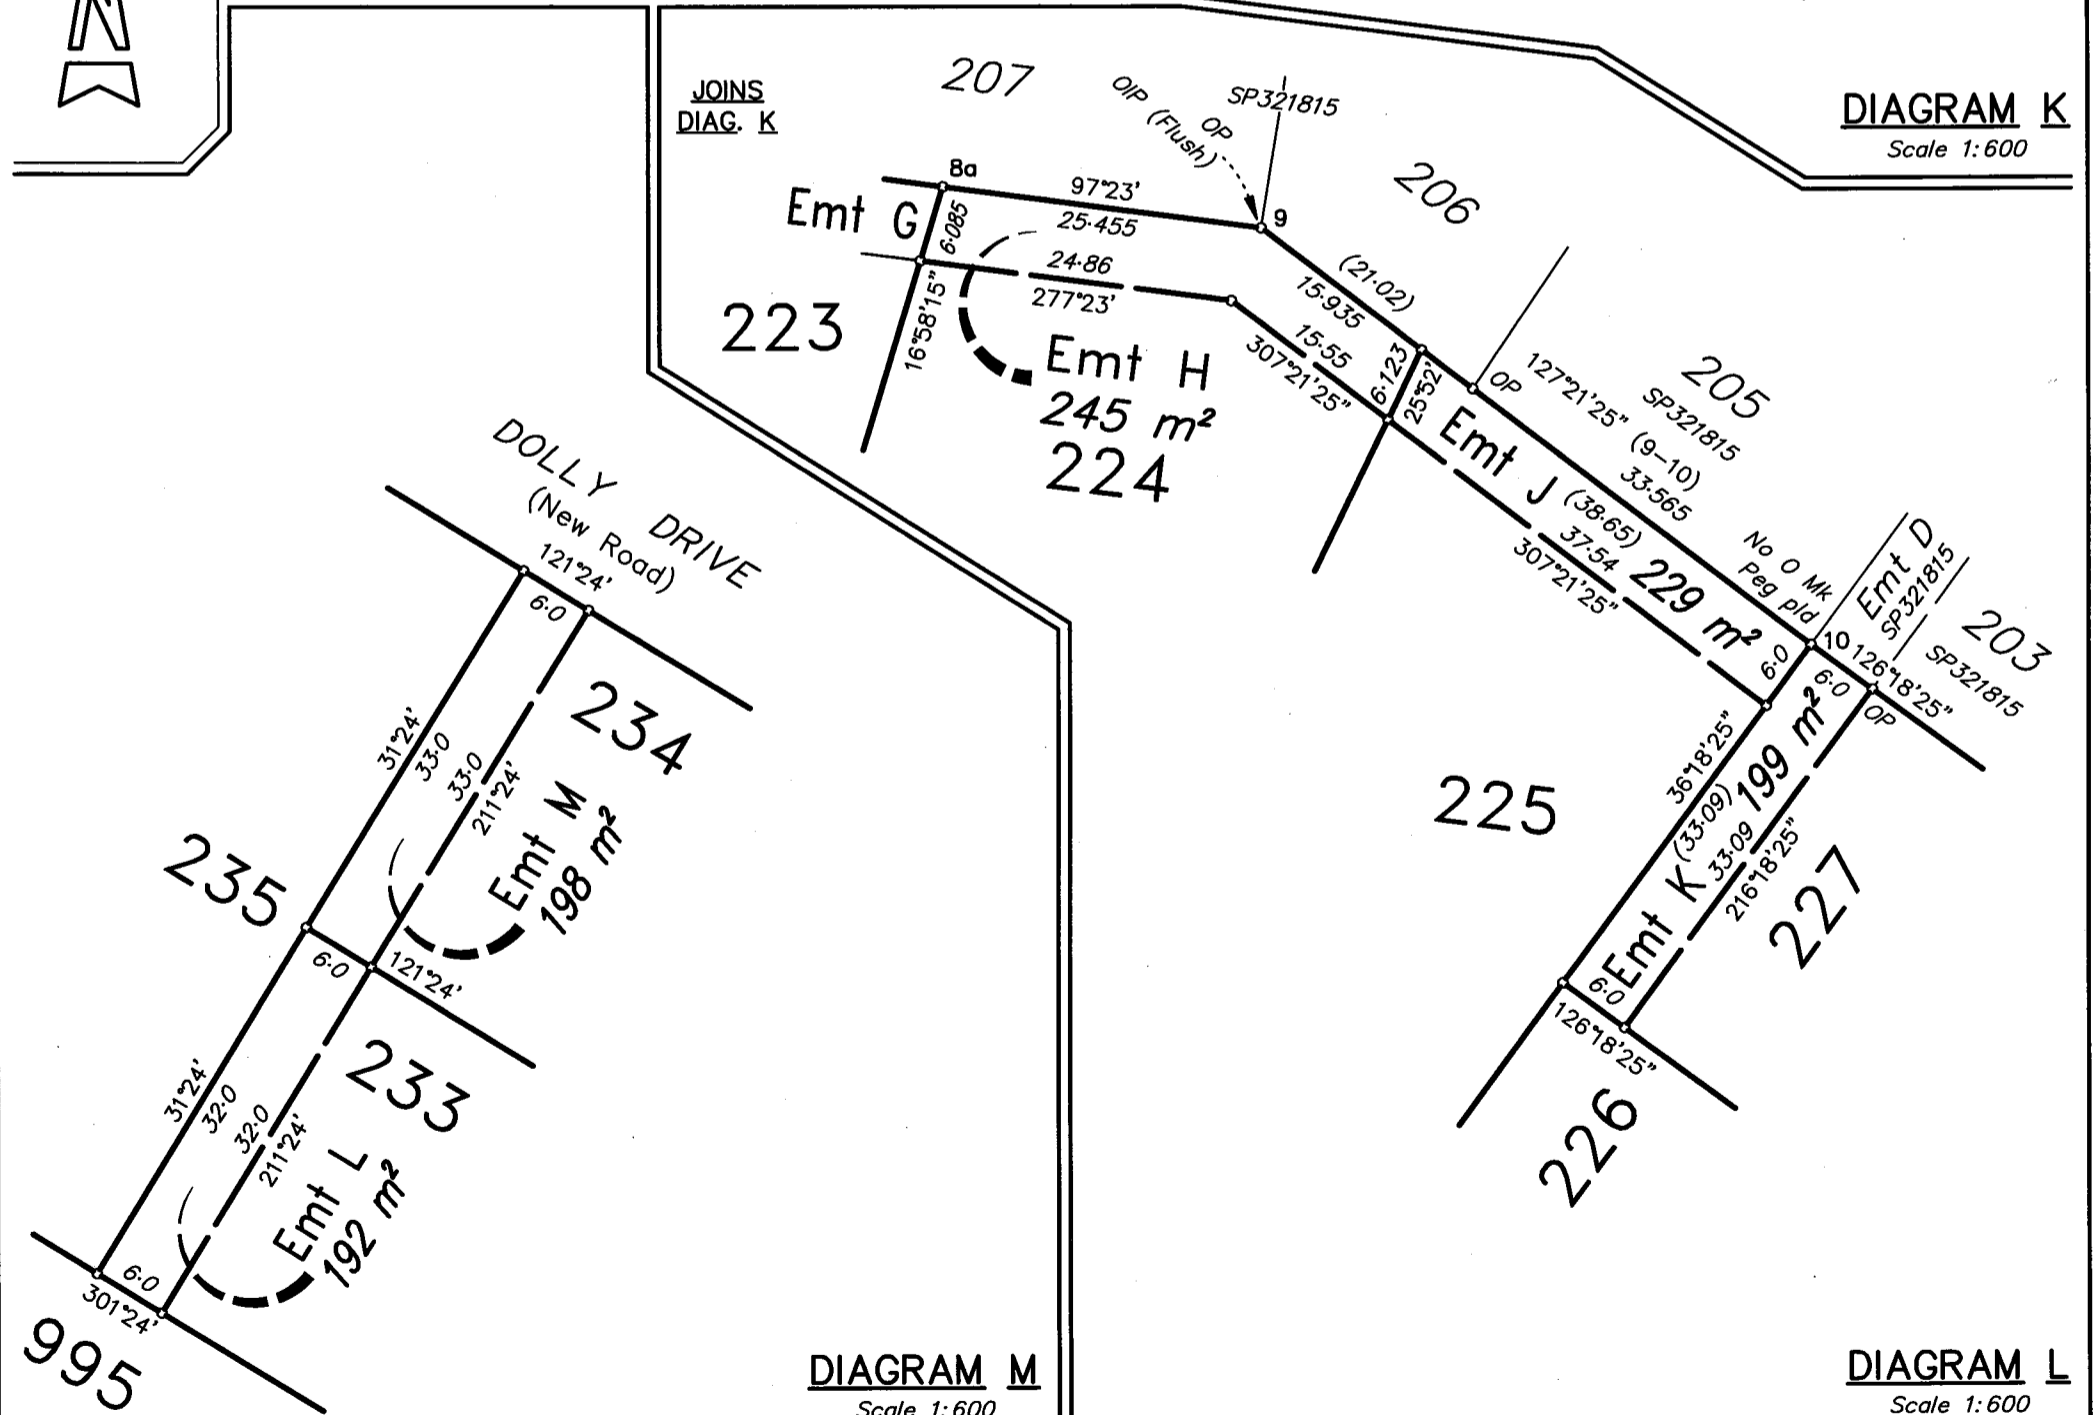 N
JOINS
DIAG. K
207
OIP (Flush)
OP
SP321815
206
DIAGRAM K
Scale 1:600
8a
97°23'
25·455
9
Emt G
6·085
24·86
277°23'
(21·02)
15·935
223
16°58'15"
Emt H
245 m²
224
15·55
307°21'25"
6·123
25°52'
OP
127°21'25" (9-10)
33·565
205
SP321815
Emt J
(38·65)
37·54
307°21'25"
229 m²
No O Mk
Peg pld
Emt D
SP321815
203
SP321815
10
126°18'25"
6·0
6·0
OP
36°18'25"
(33·09)
33·09
216°18'25"
Emt K
199 m²
225
227
6·0
126°18'25"
226
DIAGRAM L
Scale 1:600
DOLLY DRIVE
(New Road)
121°24'
6·0
234
31°24'
33·0
33·0
211°24'
Emt M
198 m²
235
6·0
121°24'
233
31°24'
32·0
32·0
211°24'
Emt L
192 m²
6·0
301°24'
995
DIAGRAM M
Scale 1:600